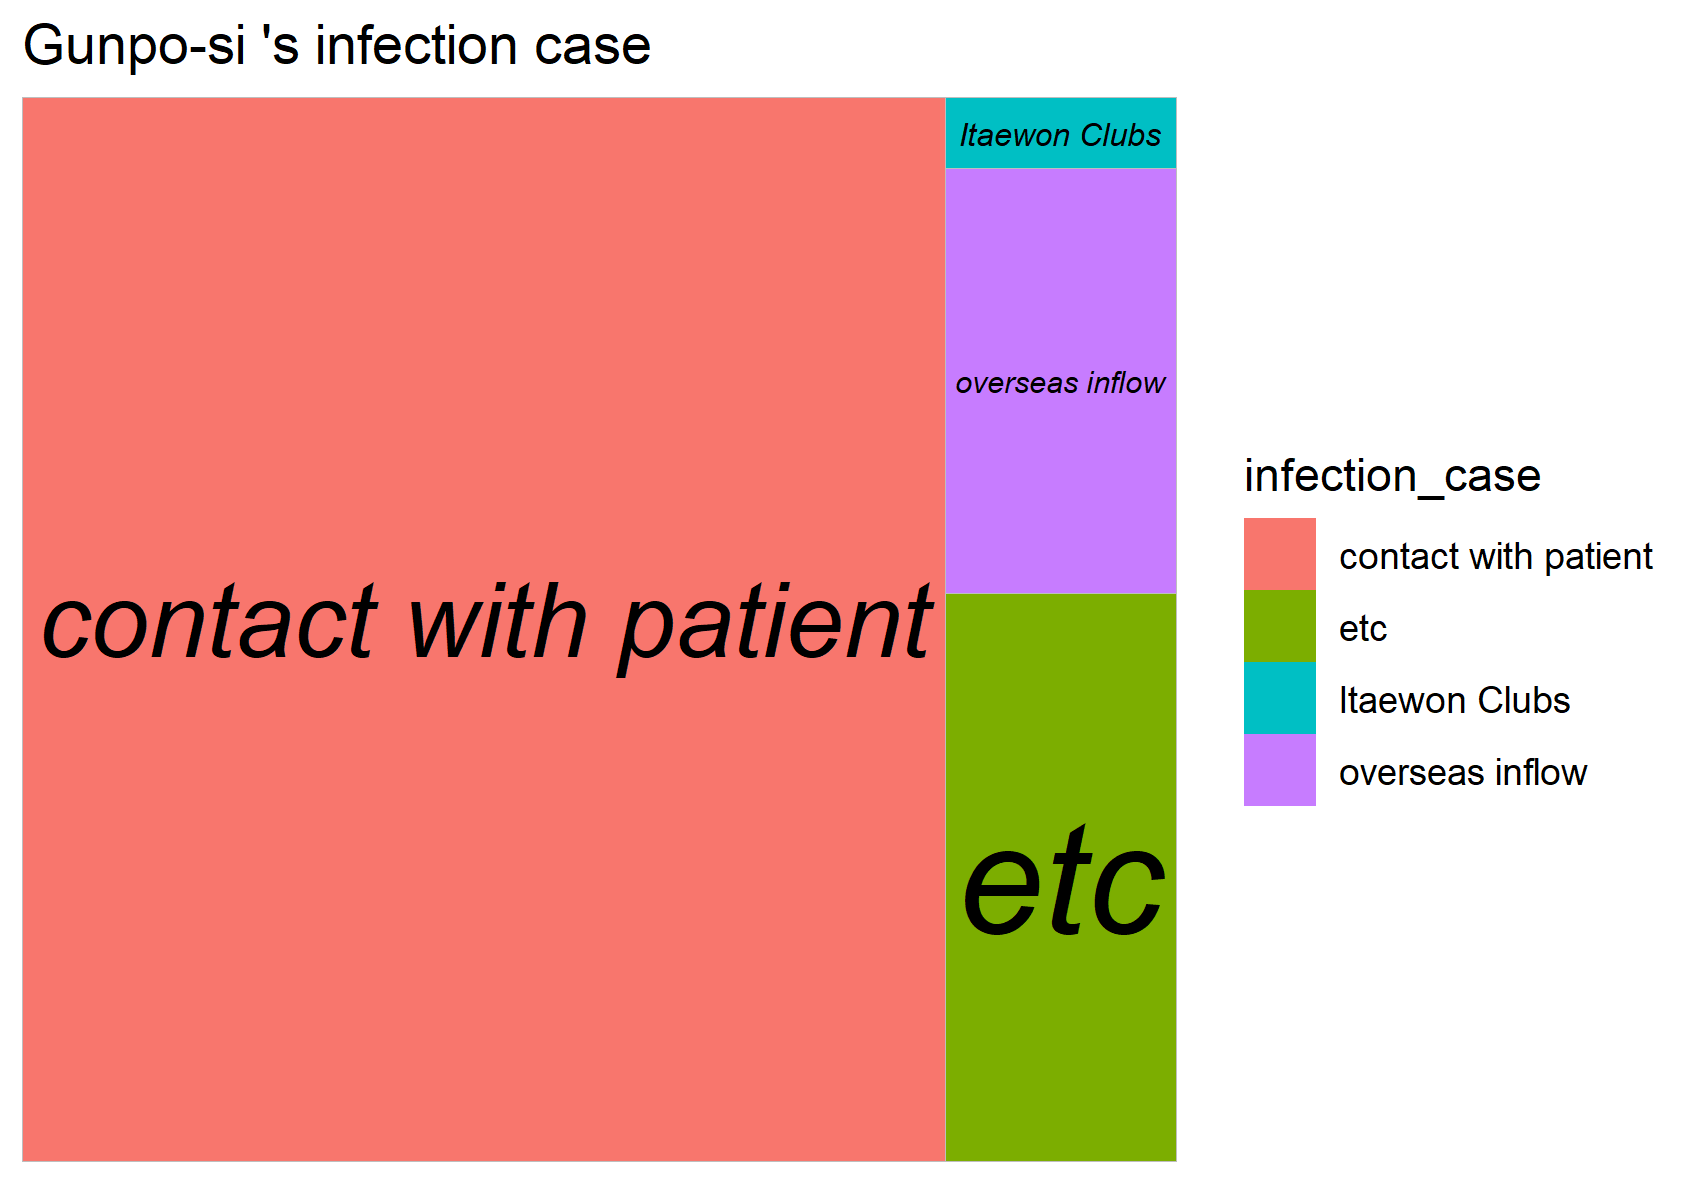 Gunpo-si 's infection case
Itaewon Clubs
overseas inflow
contact with patient
etc
infection_case
contact with patient
etc
Itaewon Clubs
overseas inflow